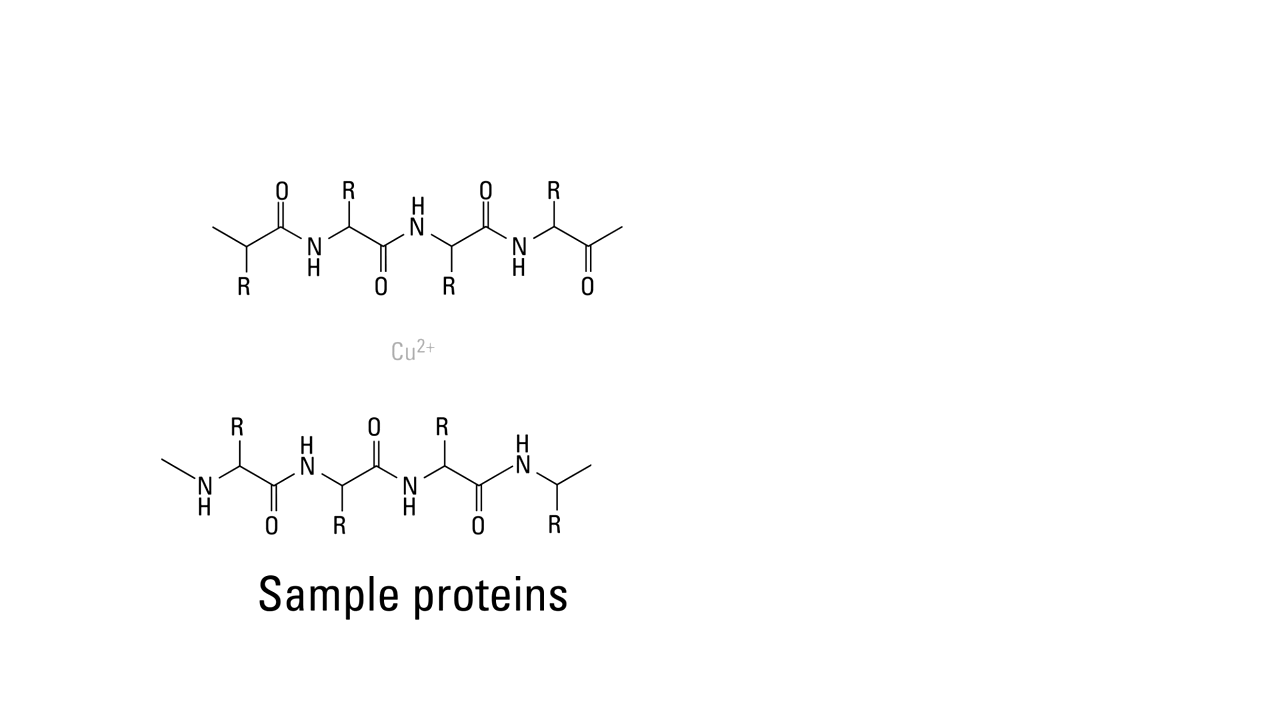 O R H O R
N N N
H H
R O R O
Cu²⁺
R H O R H
N N N N N
H H
O R O R
Sample proteins